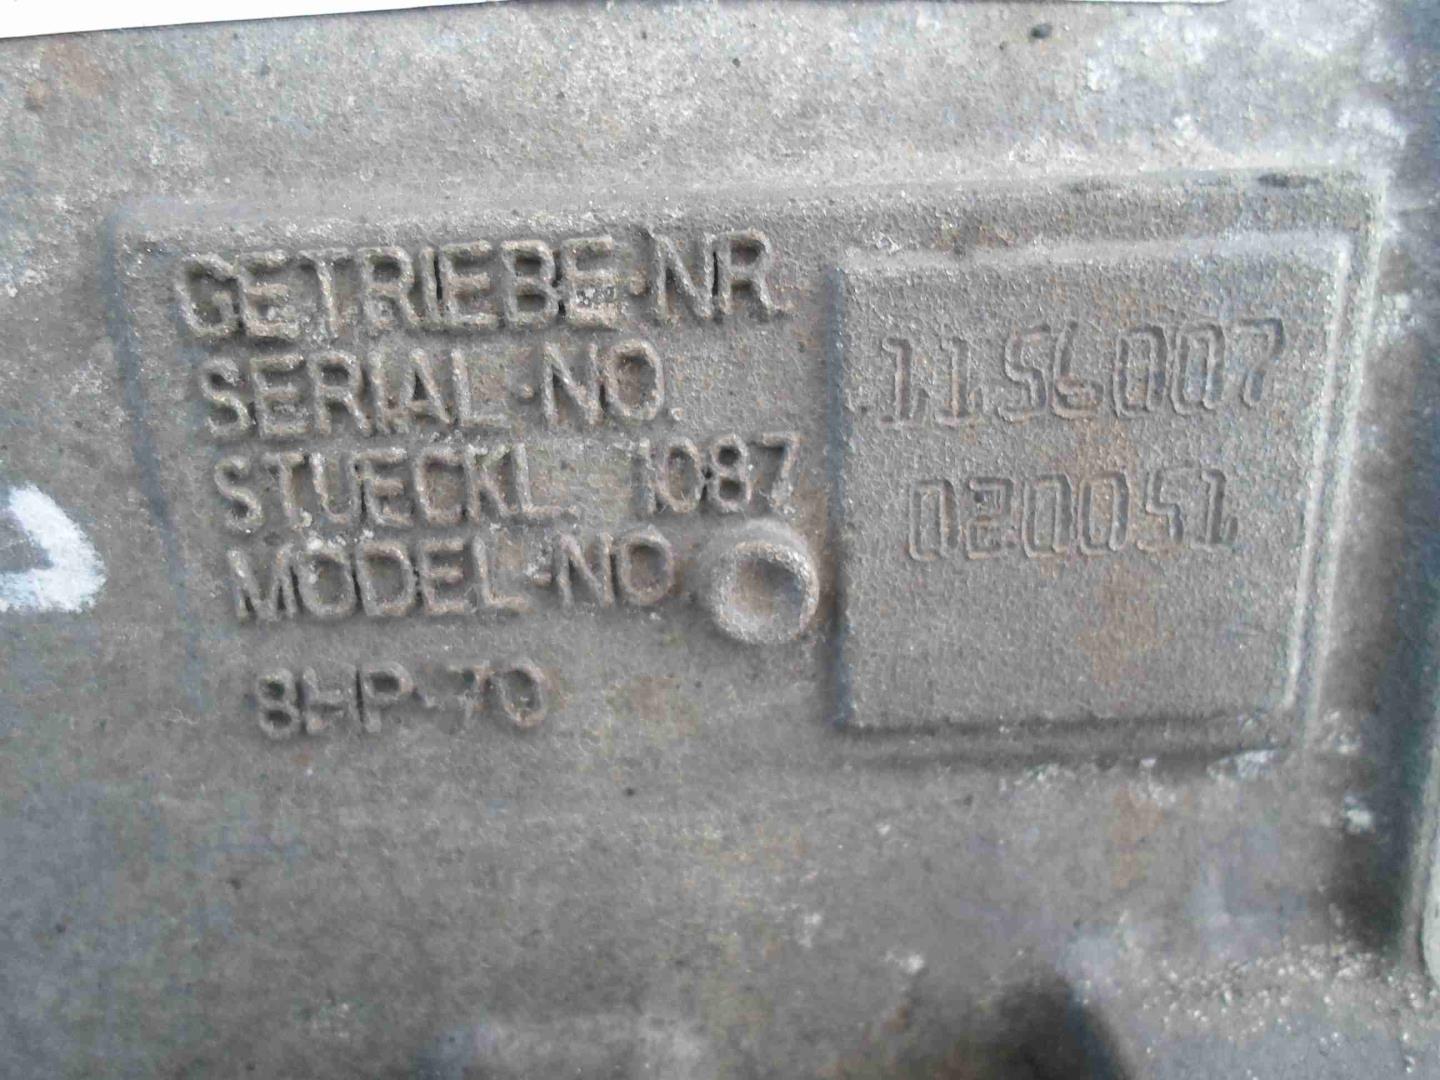 GETRIEBE-NR.
SERIAL-NO.
STUECKL. 1087
MODEL-NO
8HP-70
1156007
020051